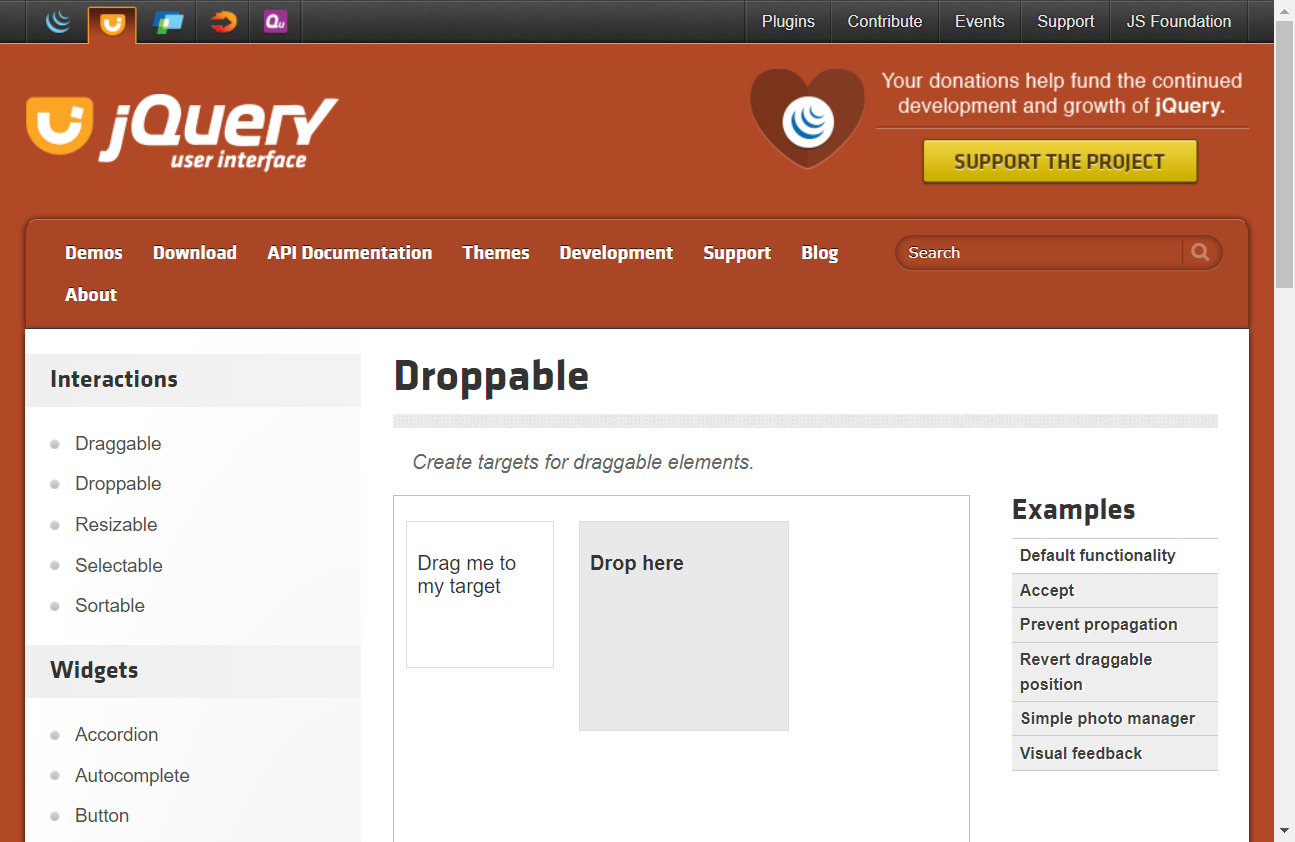 Qu
Plugins
Contribute
Events
Support
JS Foundation
jQuery
user interface
Your donations help fund the continued
development and growth of jQuery.
SUPPORT THE PROJECT
Demos
Download
API Documentation
Themes
Development
Support
Blog
About
Search
Interactions
Draggable
Droppable
Resizable
Selectable
Sortable
Widgets
Accordion
Autocomplete
Button
Droppable
Create targets for draggable elements.
Drag me to
my target
Drop here
Examples
Default functionality
Accept
Prevent propagation
Revert draggable
position
Simple photo manager
Visual feedback